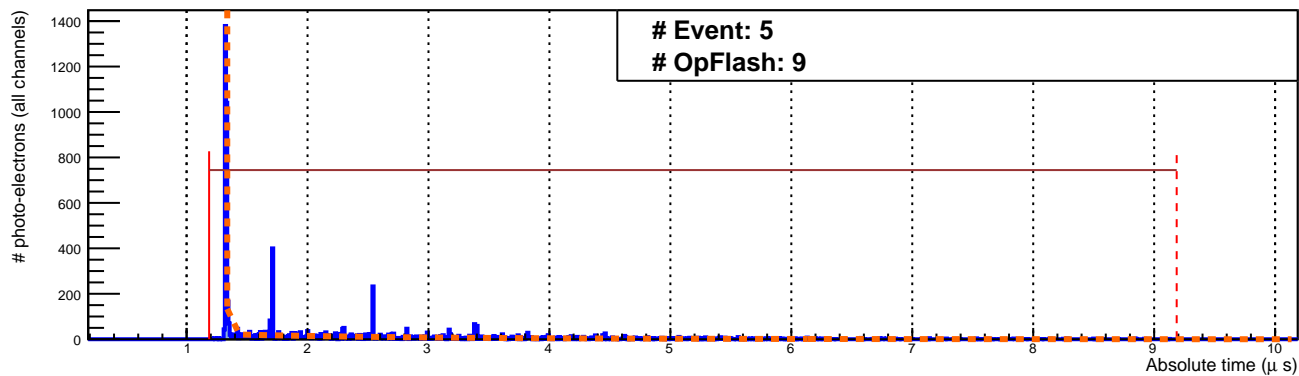 # Event: 5
# OpFlash: 9
# photo-electrons (all channels)
1400
1200
1000
800
600
400
200
0
1 2 3 4 5 6 7 8 9 10
Absolute time (μ s)